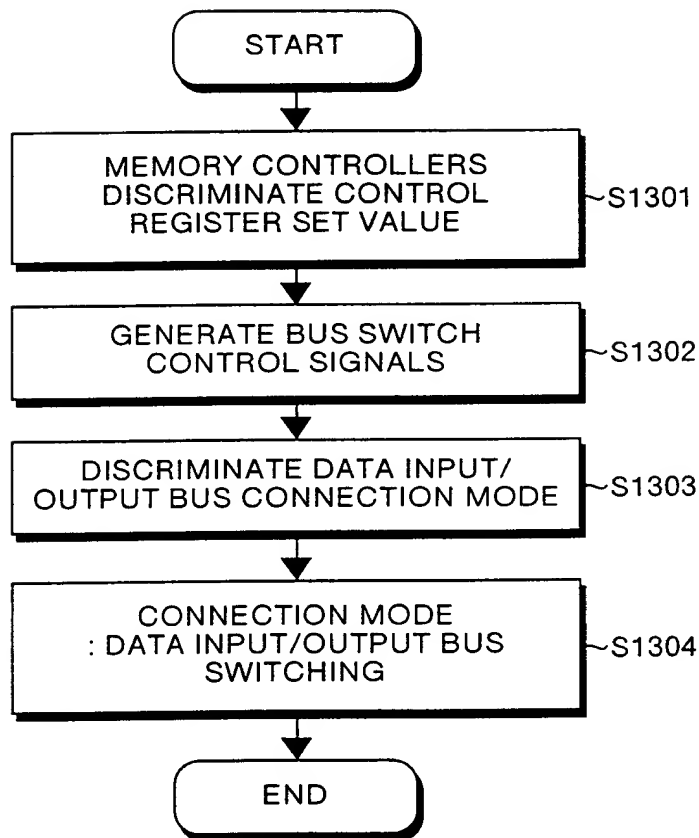 START
MEMORY CONTROLLERS
DISCRIMINATE CONTROL
REGISTER SET VALUE
~S1301
GENERATE BUS SWITCH
CONTROL SIGNALS
~S1302
DISCRIMINATE DATA INPUT/
OUTPUT BUS CONNECTION MODE
~S1303
CONNECTION MODE
: DATA INPUT/OUTPUT BUS
SWITCHING
~S1304
END